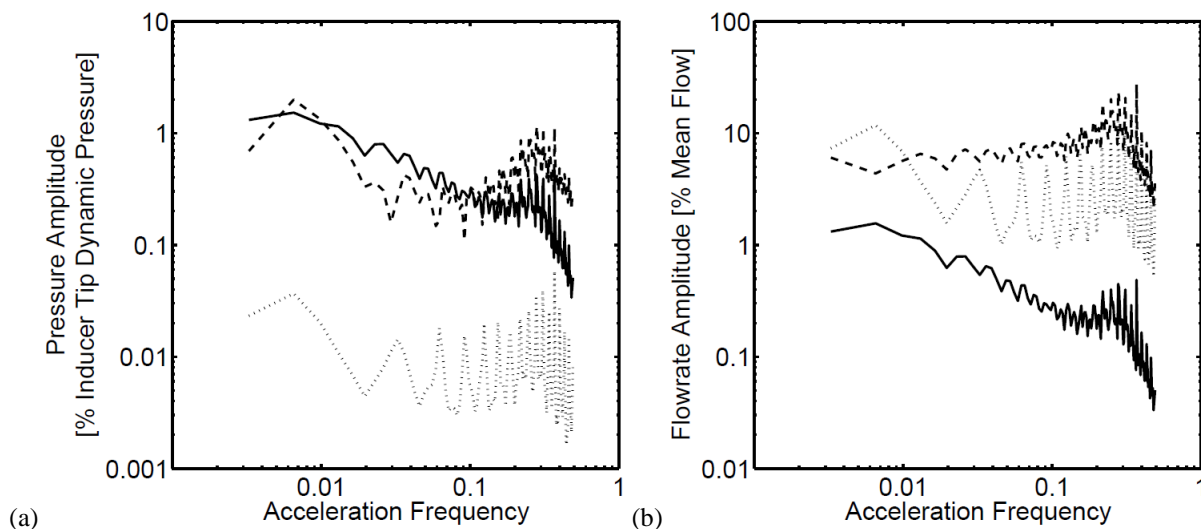 Pressure Amplitude
[% Inducer Tip Dynamic Pressure]
10
1
0.1
0.01
0.001
0.01
0.1
1
Acceleration Frequency
(a)
Flowrate Amplitude [% Mean Flow]
100
10
1
0.1
0.01
0.01
0.1
1
Acceleration Frequency
(b)